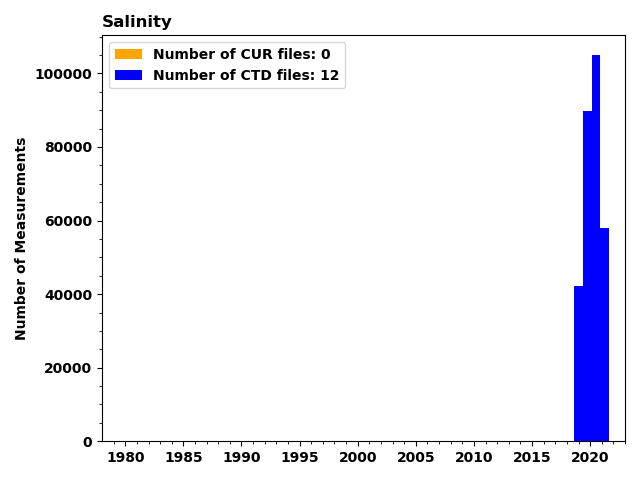 Salinity
Number of CUR files: 0
Number of CTD files: 12
Number of Measurements
100000
80000
60000
40000
20000
0
1980 1985 1990 1995 2000 2005 2010 2015 2020